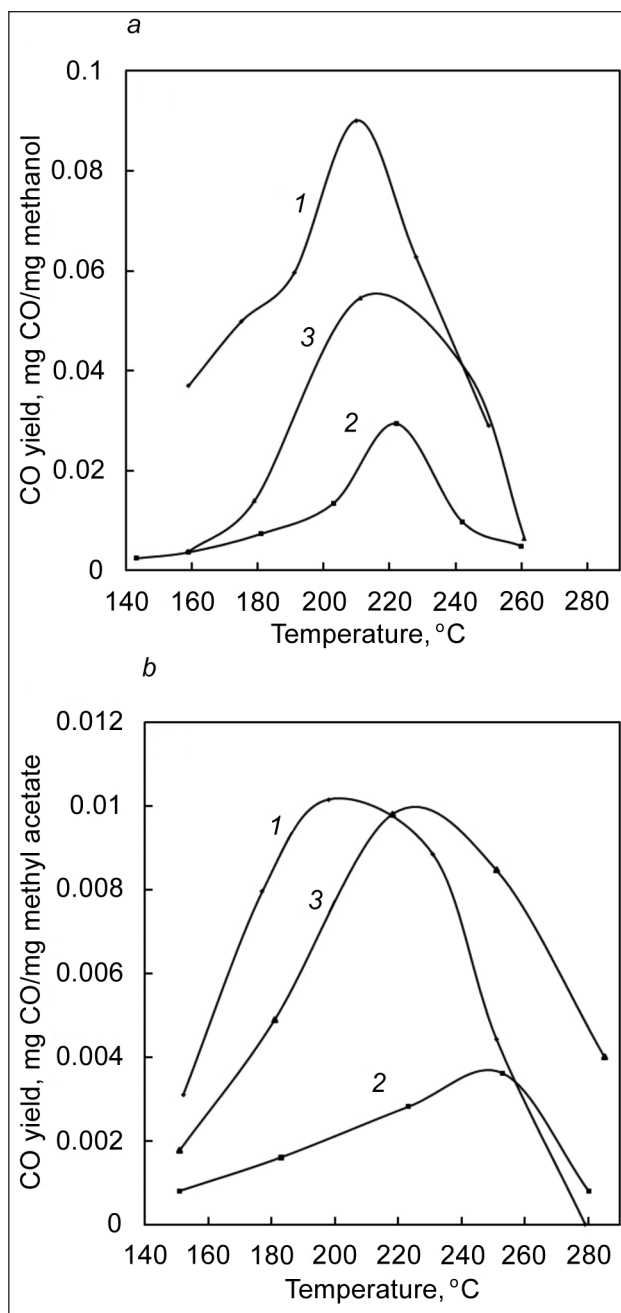 a
CO yield, mg CO/mg methanol
0.1
0.08
0.06
0.04
0.02
0
1
3
2
140 160 180 200 220 240 260 280
Temperature, °C
b
CO yield, mg CO/mg methyl acetate
0.012
0.01
0.008
0.006
0.004
0.002
0
1
3
2
140 160 180 200 220 240 260 280
Temperature, °C